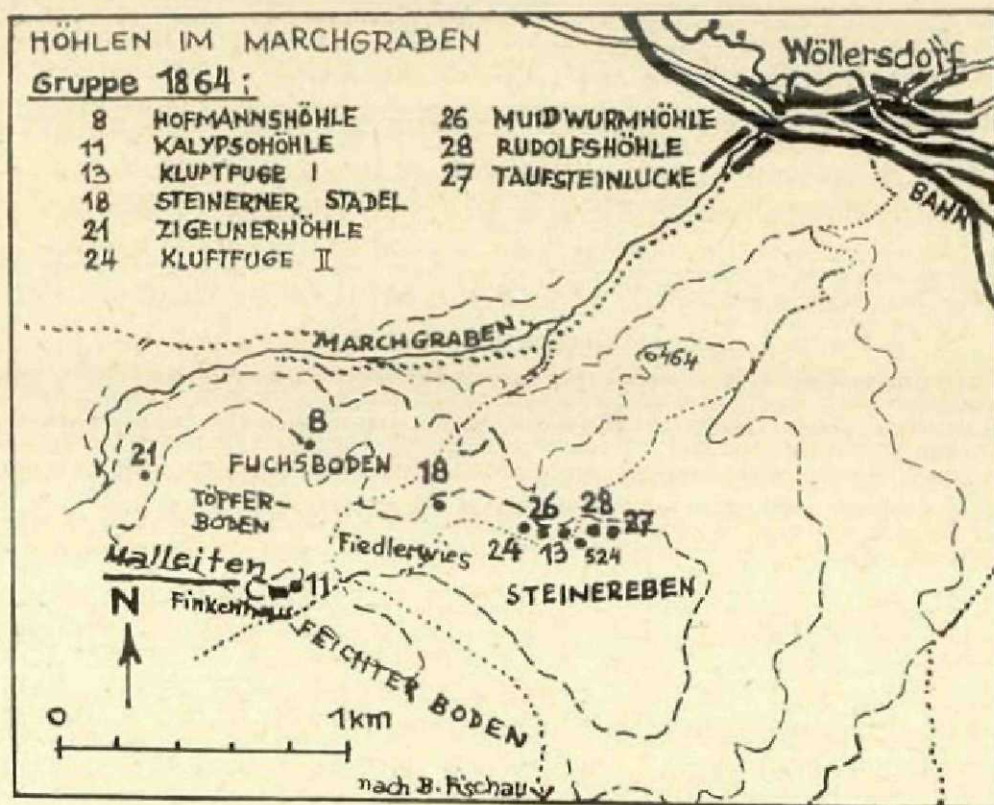 HÖHLEN IM MARCHGRABEN
Gruppe 1864:
8 HOFMANNSHÖHLE
11 KALYPSOHÖHLE
13 KLUFTFUGE I
18 STEINERNER STADEL
21 ZIGEUNERHÖHLE
24 KLUFTFUGE II
26 MUIDWURMHÖHLE
28 RUDOLFSHÖHLE
27 TAUFSTEINLUCKE
Wöllersdorf
BAHN
MARCHGRABEN
464
8
21
FUCHSBODEN
18
TÖPFER-
BODEN
26 28
27
24 13 524
Fiedlerwies
Malleiten
STEINEREBEN
11
N
Finkenhaus
FEICHTER BODEN
0 1km
nach B. Fischau